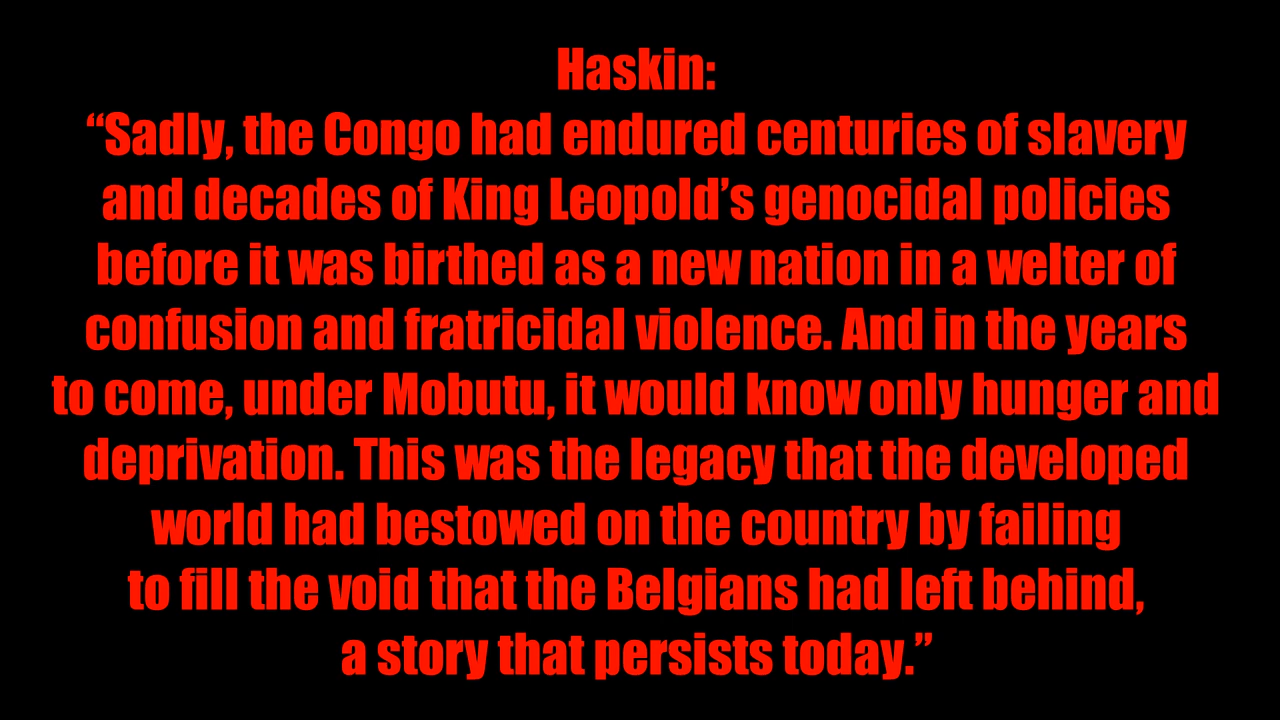 Haskin:
“Sadly, the Congo had endured centuries of slavery
and decades of King Leopold’s genocidal policies
before it was birthed as a new nation in a welter of
confusion and fratricidal violence. And in the years
to come, under Mobutu, it would know only hunger and
deprivation. This was the legacy that the developed
world had bestowed on the country by failing
to fill the void that the Belgians had left behind,
a story that persists today.”